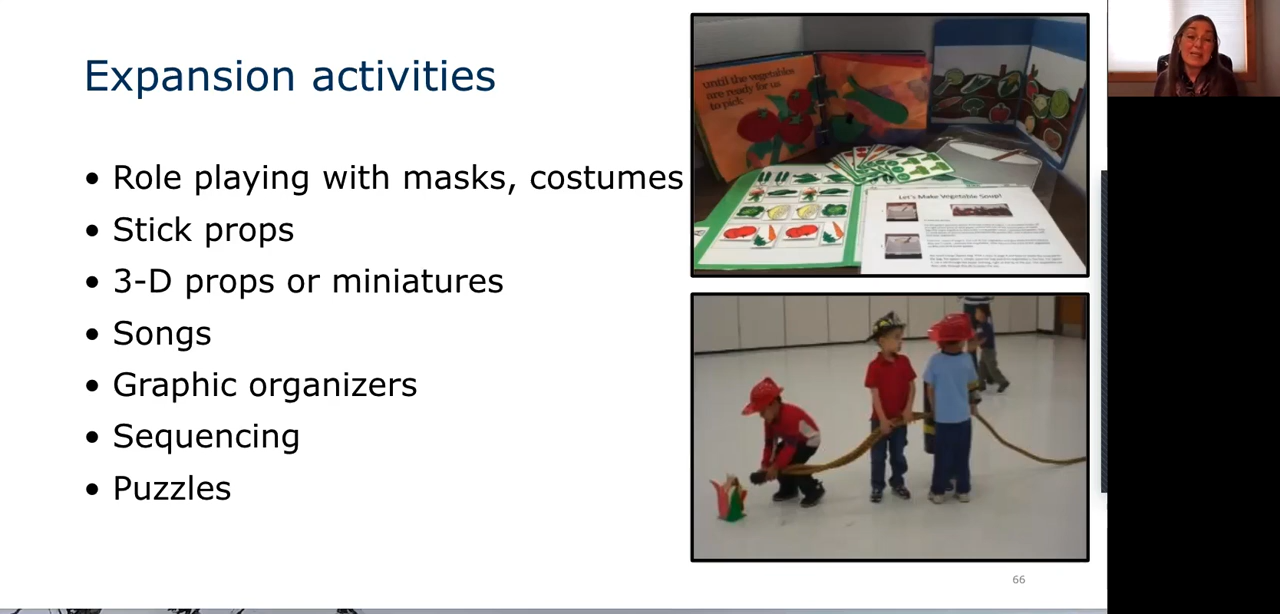 Expansion activities
• Role playing with masks, costumes
• Stick props
• 3-D props or miniatures
• Songs
• Graphic organizers
• Sequencing
• Puzzles
until the vegetables
are ready for us
to pick.
Let's Make Vegetable Soup!
66